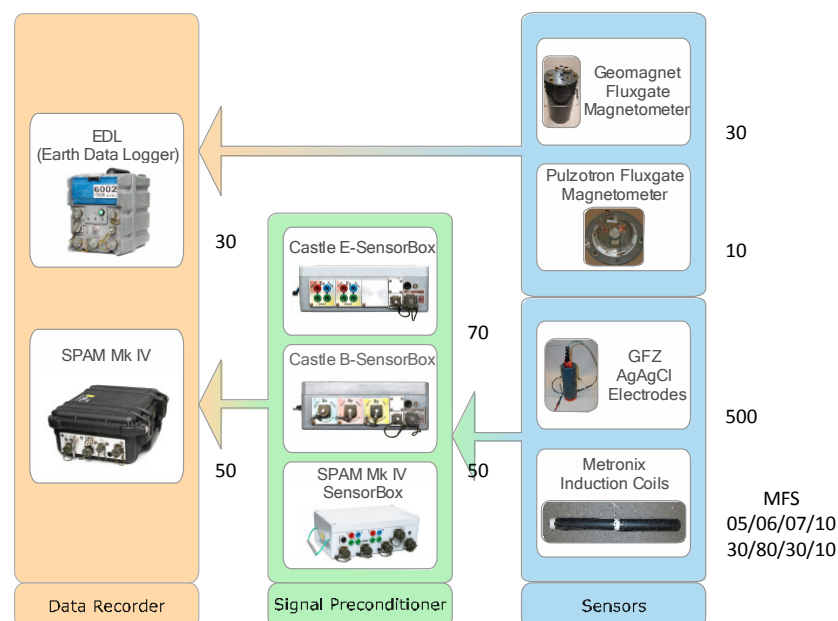 EDL
(Earth Data Logger)
6002
30
SPAM Mk IV
50
Data Recorder
Castle E-SensorBox
70
Castle B-SensorBox
50
SPAM Mk IV
SensorBox
Signal Preconditioner
Geomagnet
Fluxgate
Magnetometer
30
Pulzotron Fluxgate
Magnetometer
10
GFZ
AgAgCl
Electrodes
500
Metronix
Induction Coils
MFS
05/06/07/10
30/80/30/10
Sensors